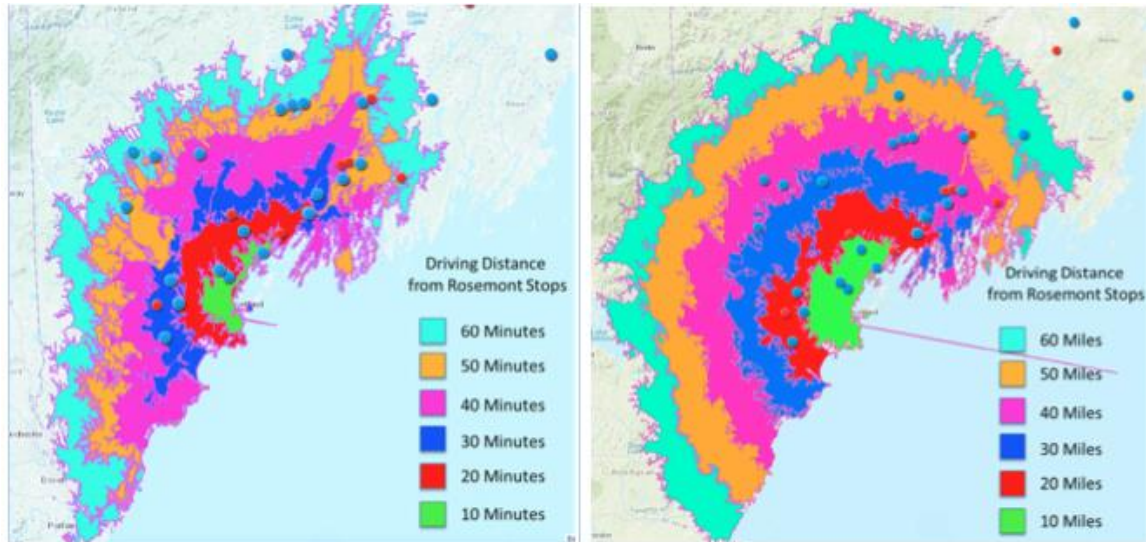 Driving Distance
from Rosemont Stops
60 Minutes
50 Minutes
40 Minutes
30 Minutes
20 Minutes
10 Minutes
Driving Distance
from Rosemont Stops
60 Miles
50 Miles
40 Miles
30 Miles
20 Miles
10 Miles